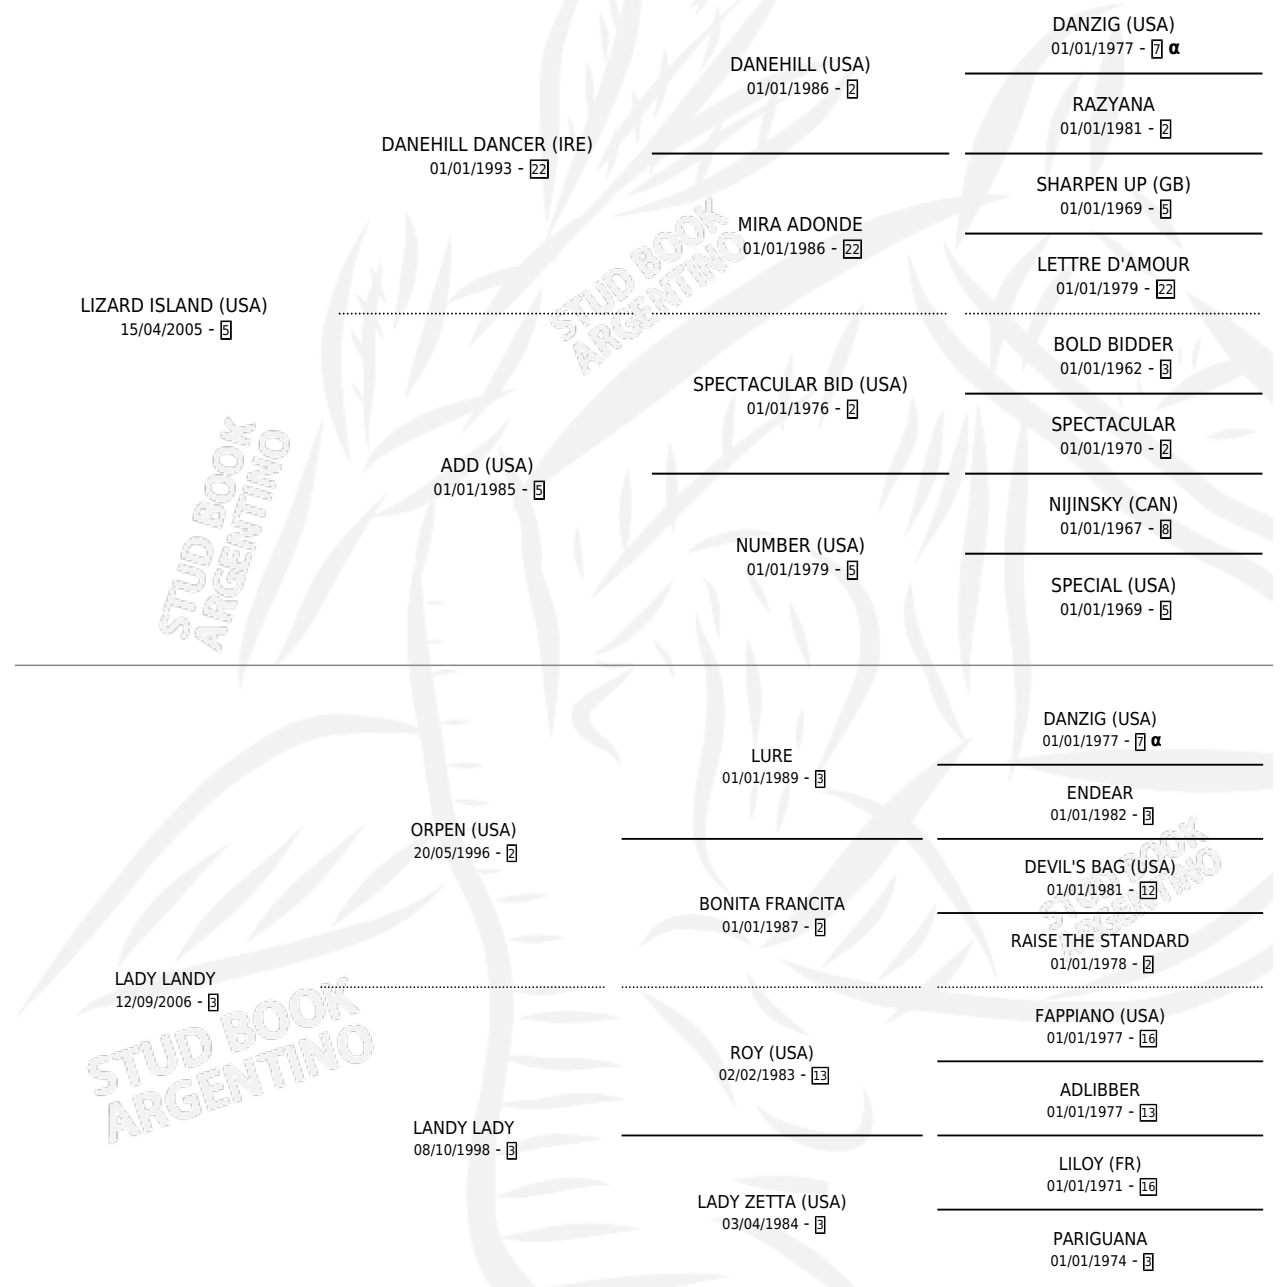 DANZIG (USA)
01/01/1977 - 7 α
DANEHILL (USA)
01/01/1986 - 2
RAZYANA
01/01/1981 - 2
DANEHILL DANCER (IRE)
01/01/1993 - 22
SHARPEN UP (GB)
01/01/1969 - 5
MIRA ADONDE
01/01/1986 - 22
LETTRE D'AMOUR
01/01/1979 - 22
LIZARD ISLAND (USA)
15/04/2005 - 5
BOLD BIDDER
01/01/1962 - 3
SPECTACULAR BID (USA)
01/01/1976 - 2
SPECTACULAR
01/01/1970 - 2
ADD (USA)
01/01/1985 - 5
NIJINSKY (CAN)
01/01/1967 - 8
NUMBER (USA)
01/01/1979 - 5
SPECIAL (USA)
01/01/1969 - 5
DANZIG (USA)
01/01/1977 - 7 α
LURE
01/01/1989 - 3
ENDEAR
01/01/1982 - 3
ORPEN (USA)
20/05/1996 - 2
DEVIL'S BAG (USA)
01/01/1981 - 12
BONITA FRANCITA
01/01/1987 - 2
RAISE THE STANDARD
01/01/1978 - 2
LADY LANDY
12/09/2006 - 3
FAPPIANO (USA)
01/01/1977 - 16
ROY (USA)
02/02/1983 - 13
ADLIBBER
01/01/1977 - 13
LANDY LADY
08/10/1998 - 3
LILOY (FR)
01/01/1971 - 16
LADY ZETTA (USA)
03/04/1984 - 3
PARIGUANA
01/01/1974 - 3
STUD BOOK
ARGENTINO
STUD BOOK
ARGENTINO
STUD BOOK
ARGENTINO
STUD BOOK
ARGENTINO